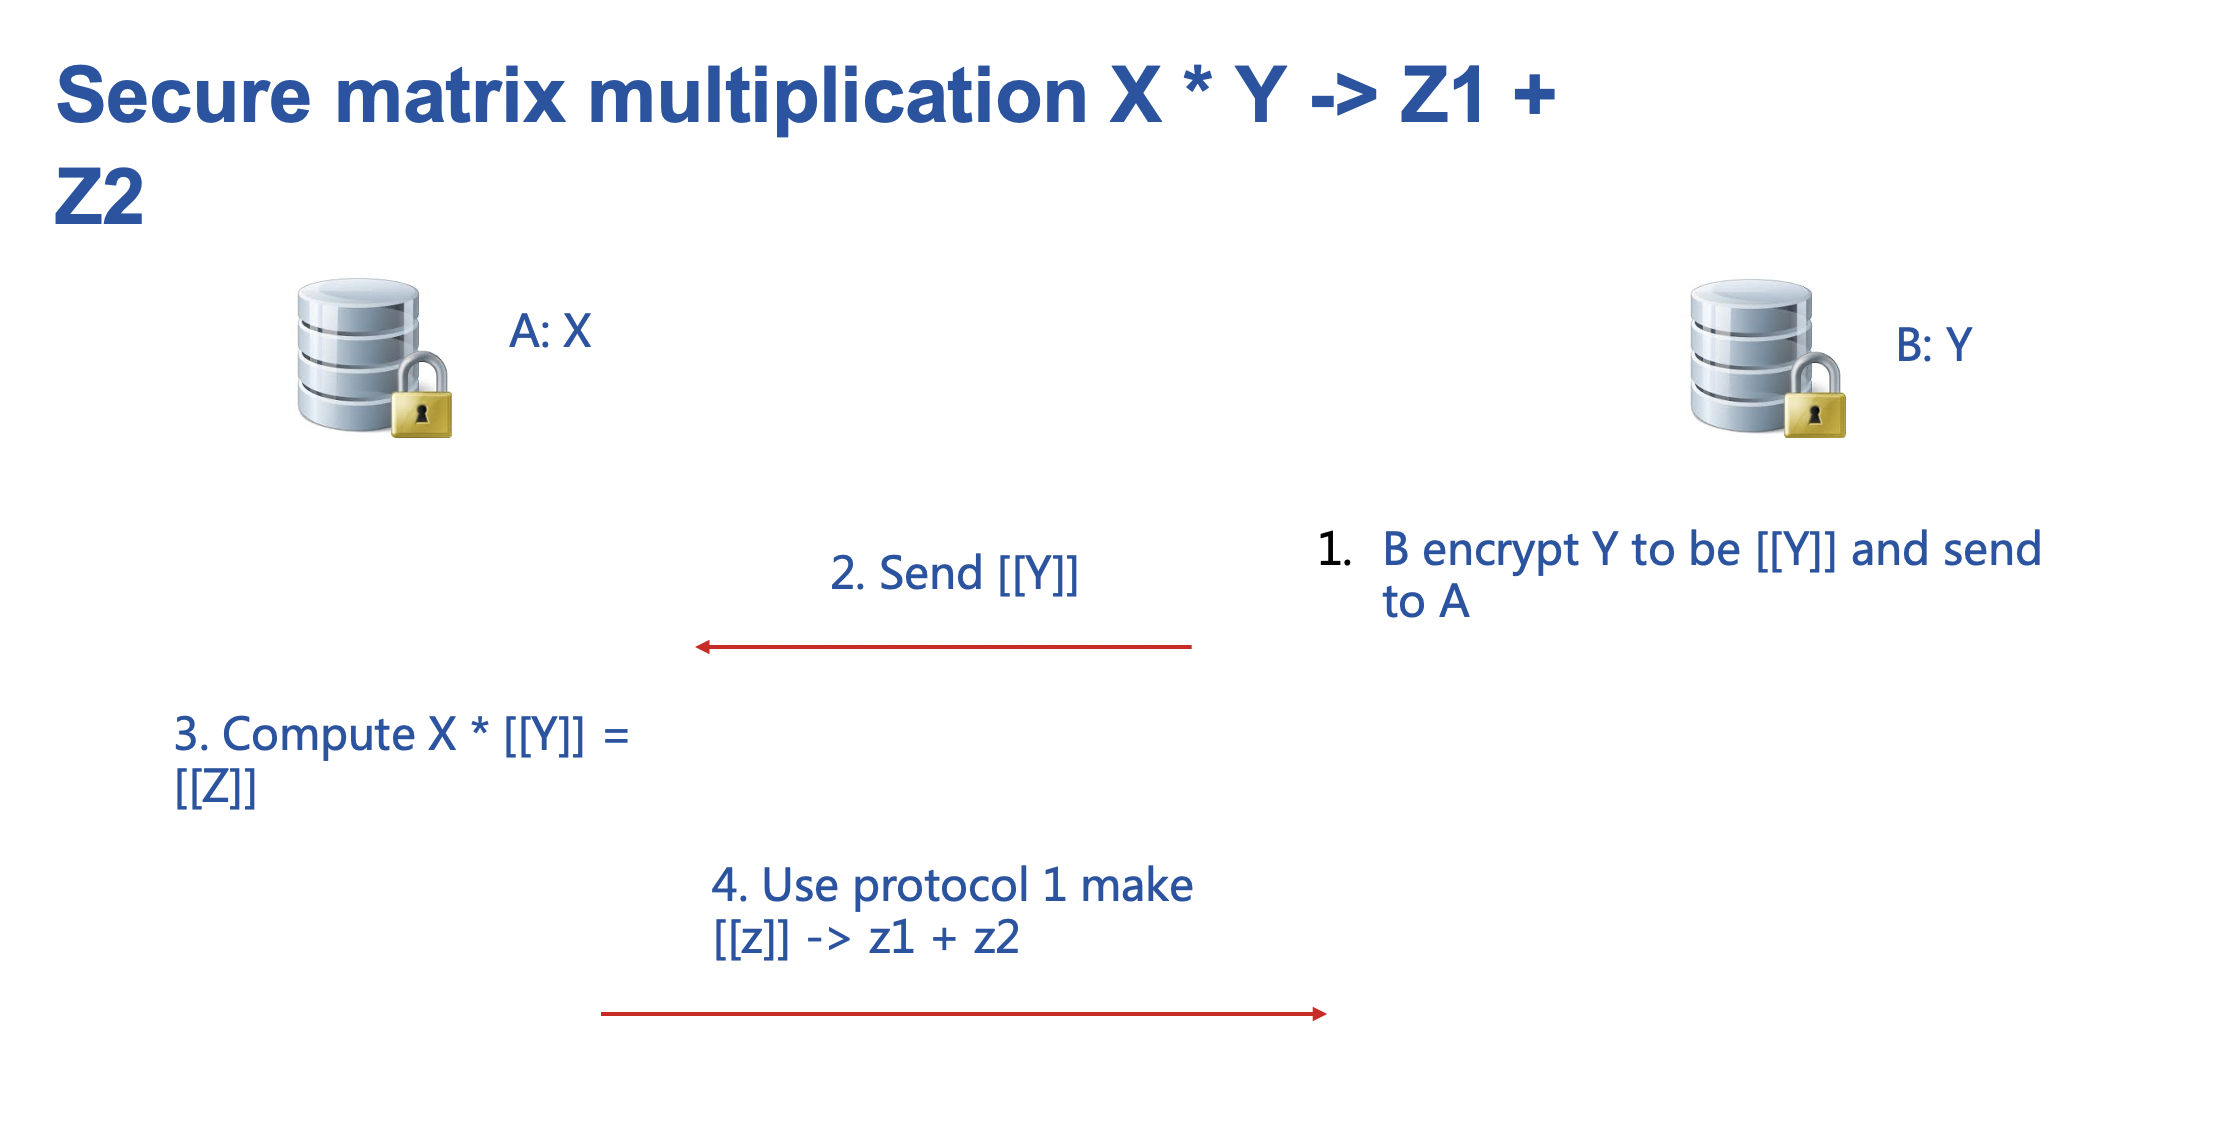 Secure matrix multiplication X * Y -> Z1 +
Z2
A: X
B: Y
1. B encrypt Y to be [[Y]] and send
to A
2. Send [[Y]]
3. Compute X * [[Y]] =
[[Z]]
4. Use protocol 1 make
[[z]] -> z1 + z2